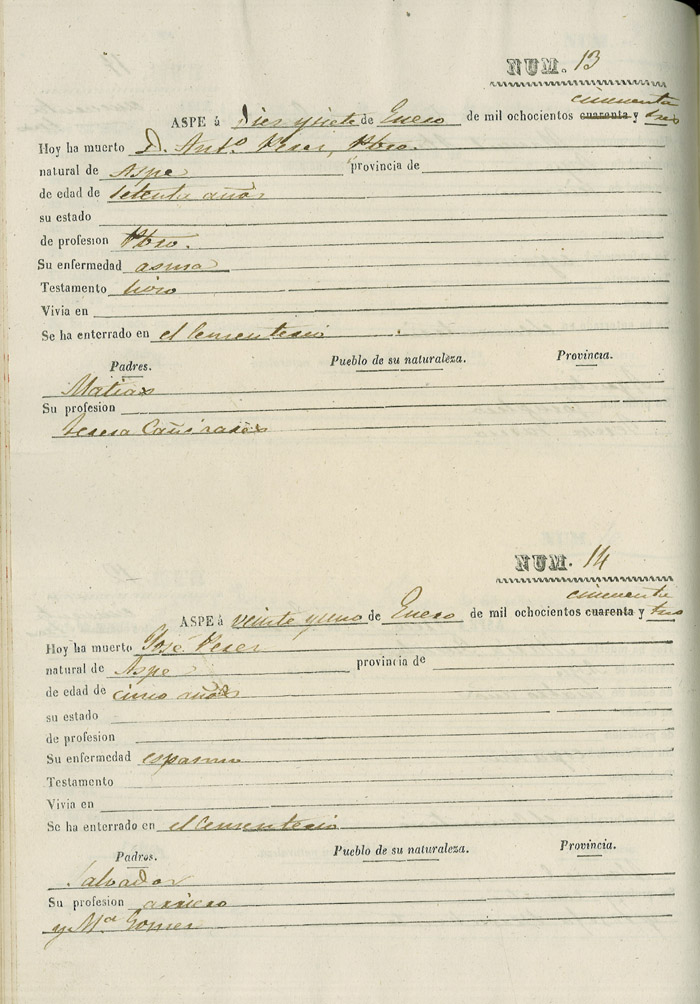 NUM. 13
cincuenta
ASPE á Dies y siete de Enero de mil ochocientos cuarenta y tres
Hoy ha muerto D. Antº Perez, Pbro.
natural de Aspe provincia de
de edad de setenta años
su estado
de profesion Pbro.
Su enfermedad asma
Testamento hizo
Vivia en
Se ha enterrado en el Cementerio
Padres. Pueblo de su naturaleza. Provincia.
Matias
Su profesion
Teresa Cañizares
NUM. 14
cincuenta
ASPE á veinte y uno de Enero de mil ochocientos cuarenta y tres
Hoy ha muerto José Perez
natural de Aspe provincia de
de edad de cinco años
su estado
de profesion
Su enfermedad espasmo
Testamento
Vivia en
Se ha enterrado en el Cementerio
Padres. Pueblo de su naturaleza. Provincia.
Salvador
Su profesion arriero
y Mª Gomez